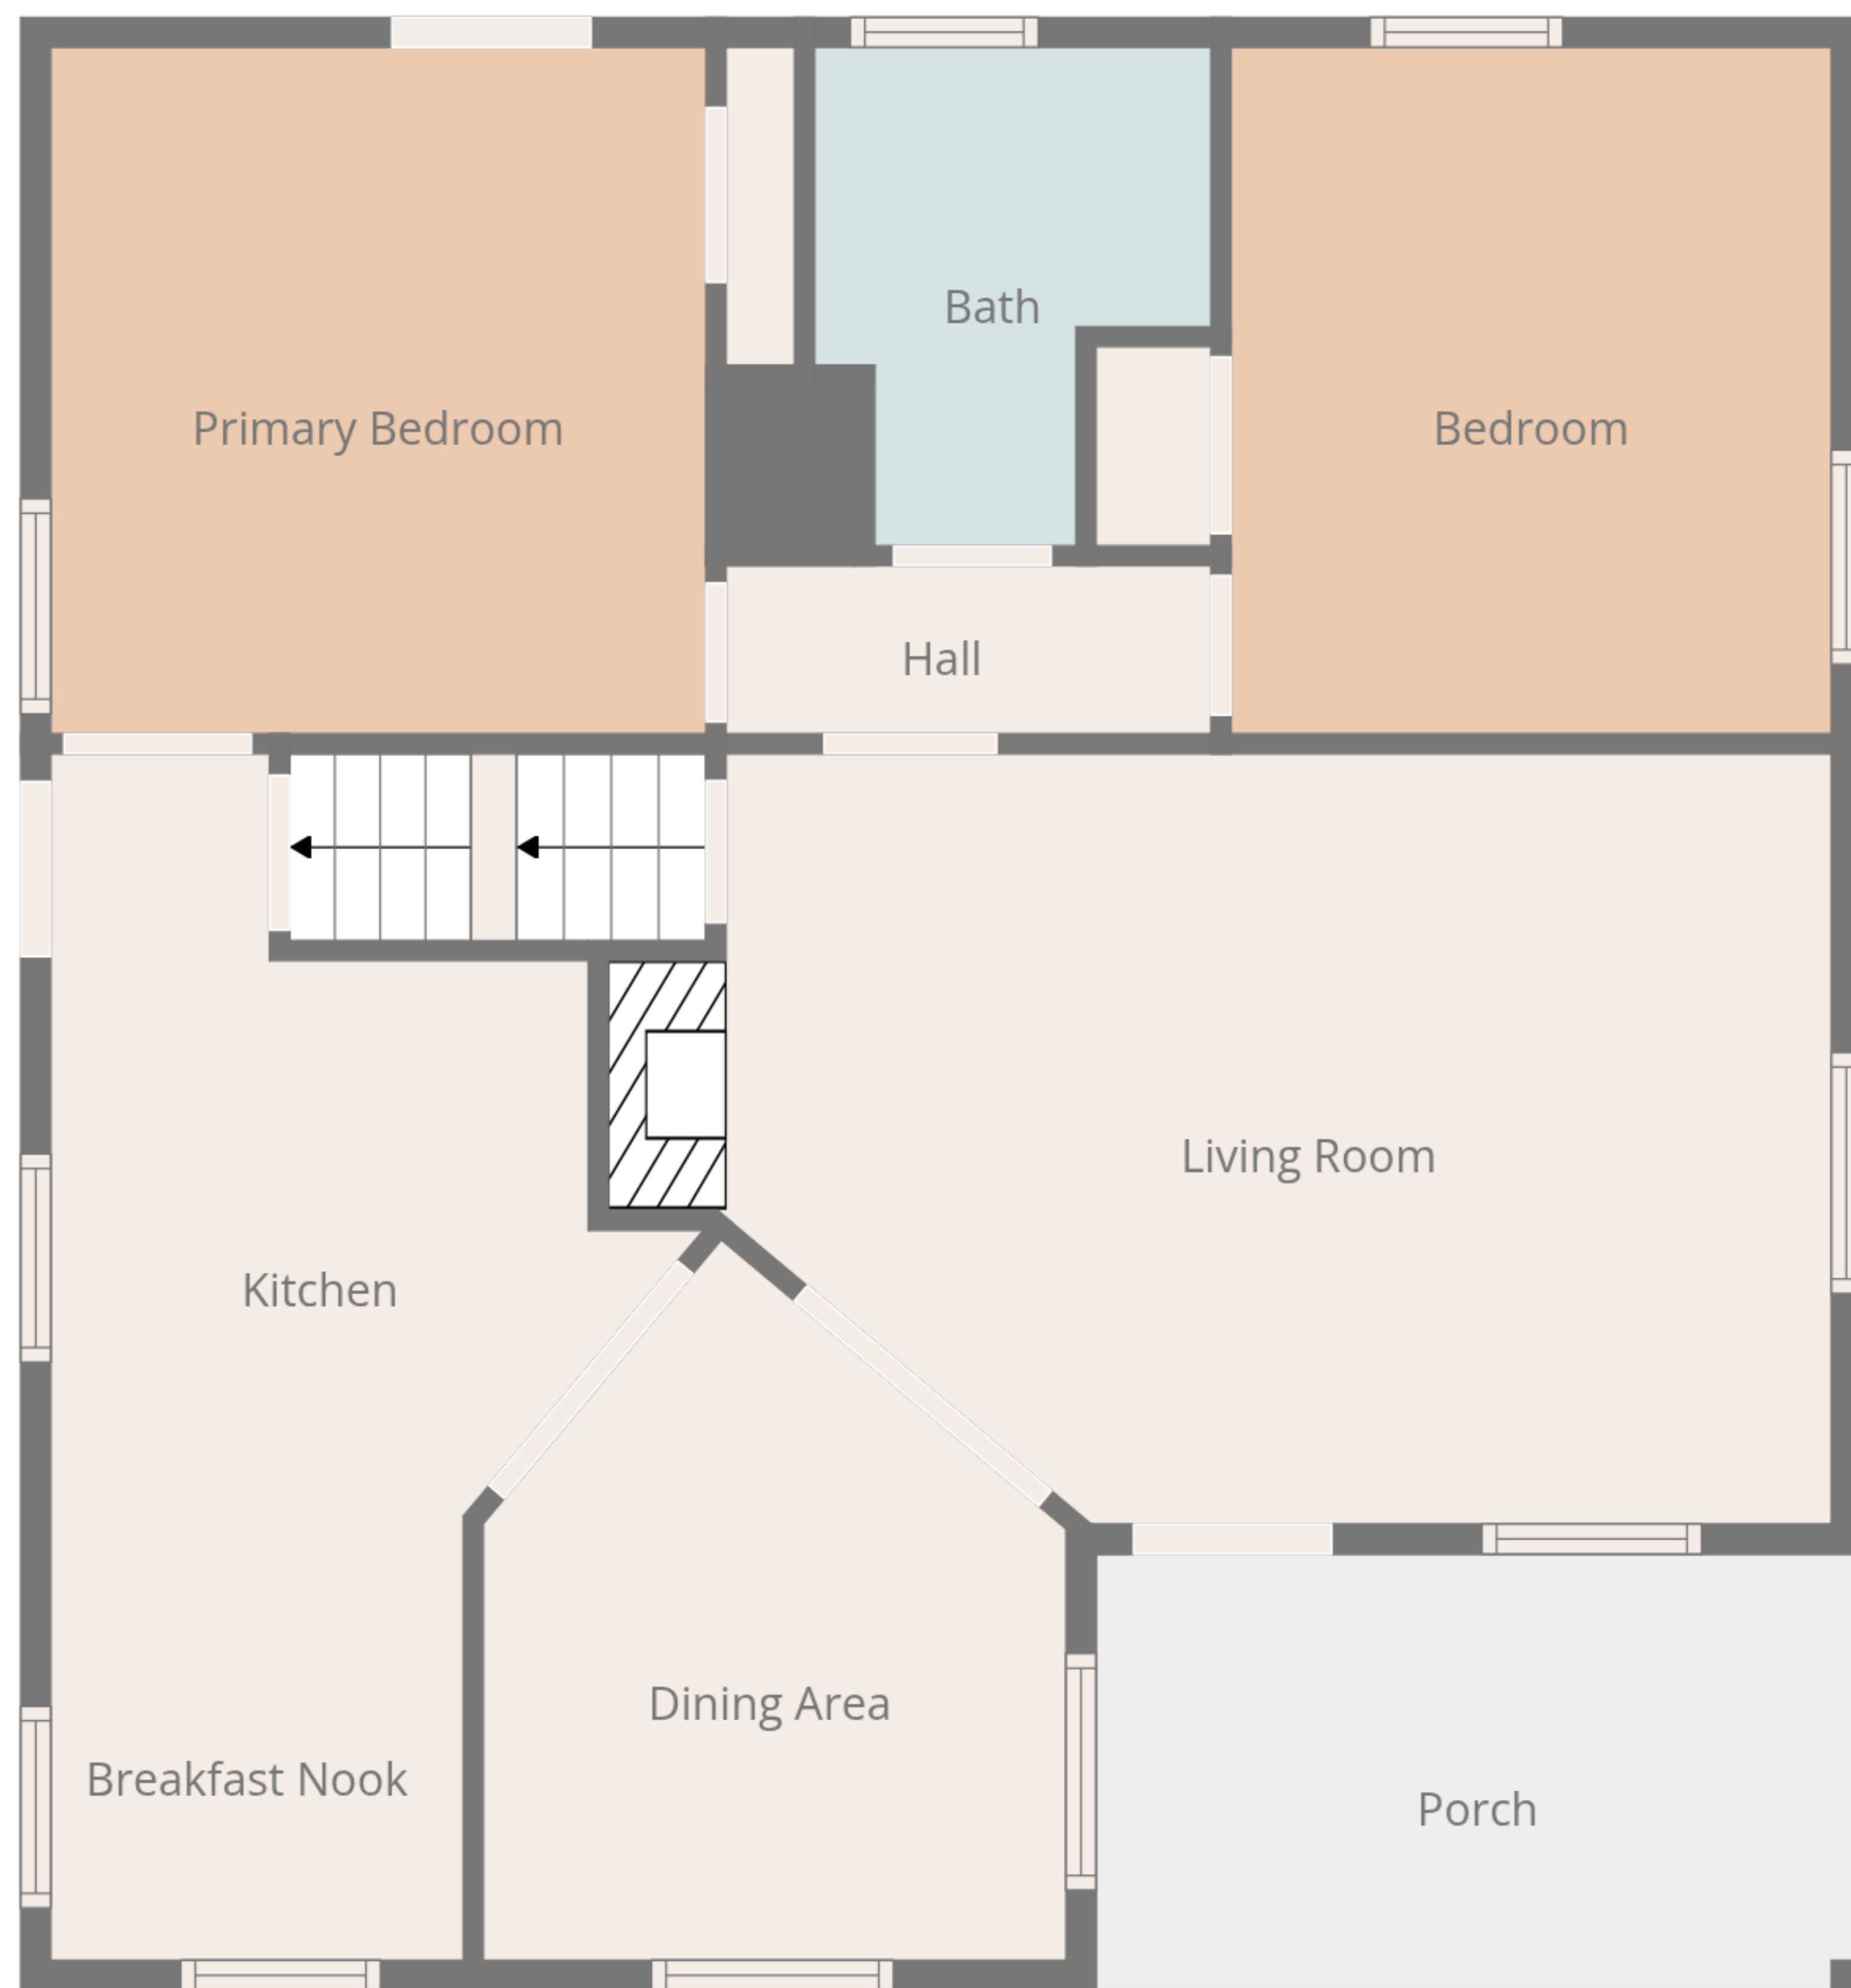 Bath
Primary Bedroom
Bedroom
Hall
Living Room
Kitchen
Dining Area
Breakfast Nook
Porch